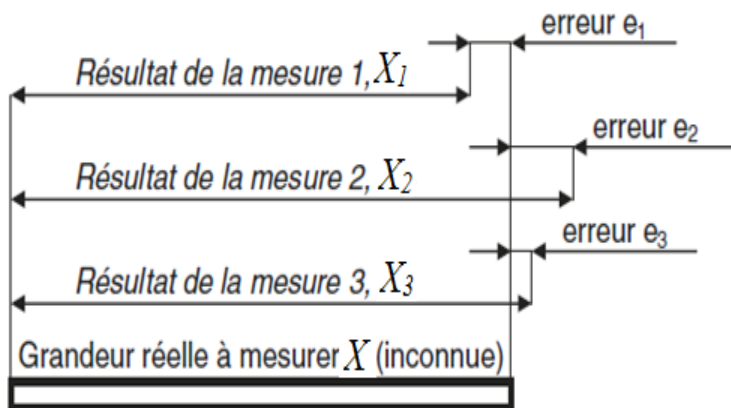 erreur e₁
Résultat de la mesure 1, X₁
erreur e₂
Résultat de la mesure 2, X₂
erreur e₃
Résultat de la mesure 3, X₃
Grandeur réelle à mesurer X (inconnue)